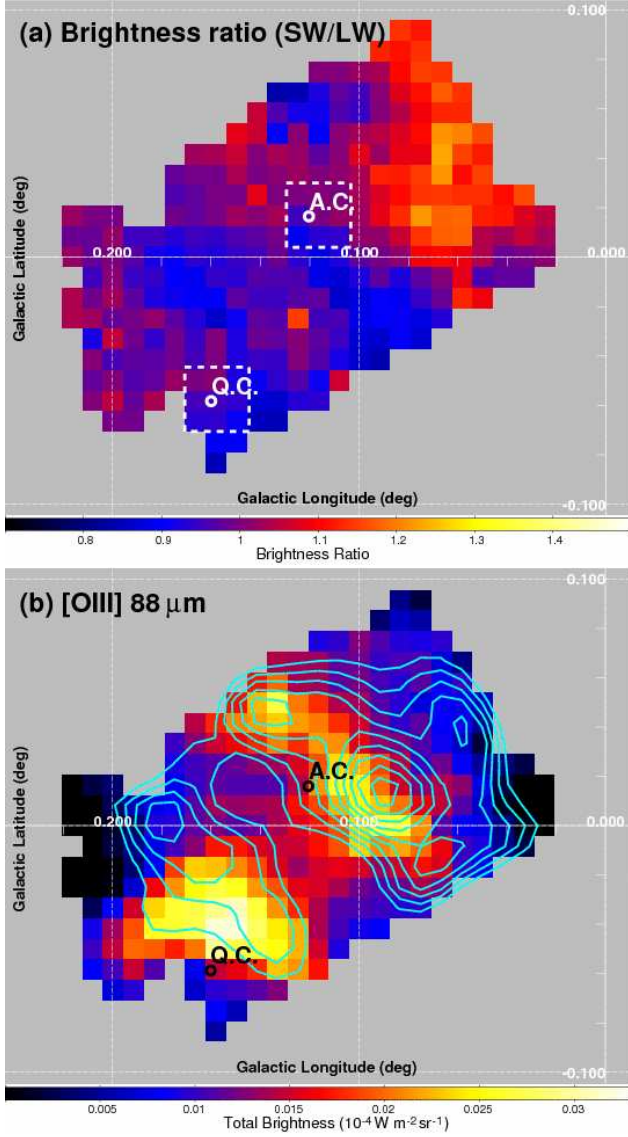 (a) Brightness ratio (SW/LW)
0.100
A.C.
0.200
0.100
0.000
Q.C.
Galactic Latitude (deg)
Galactic Longitude (deg)
-0.100
0.8 0.9 1 1.1 1.2 1.3 1.4
Brightness Ratio
(b) [OIII] 88 μm
0.100
A.C.
0.200
0.100
0.000
Q.C.
Galactic Latitude (deg)
Galactic Longitude (deg)
-0.100
0.005 0.01 0.015 0.02 0.025 0.03
Total Brightness (10⁻⁴ W m⁻² sr⁻¹)